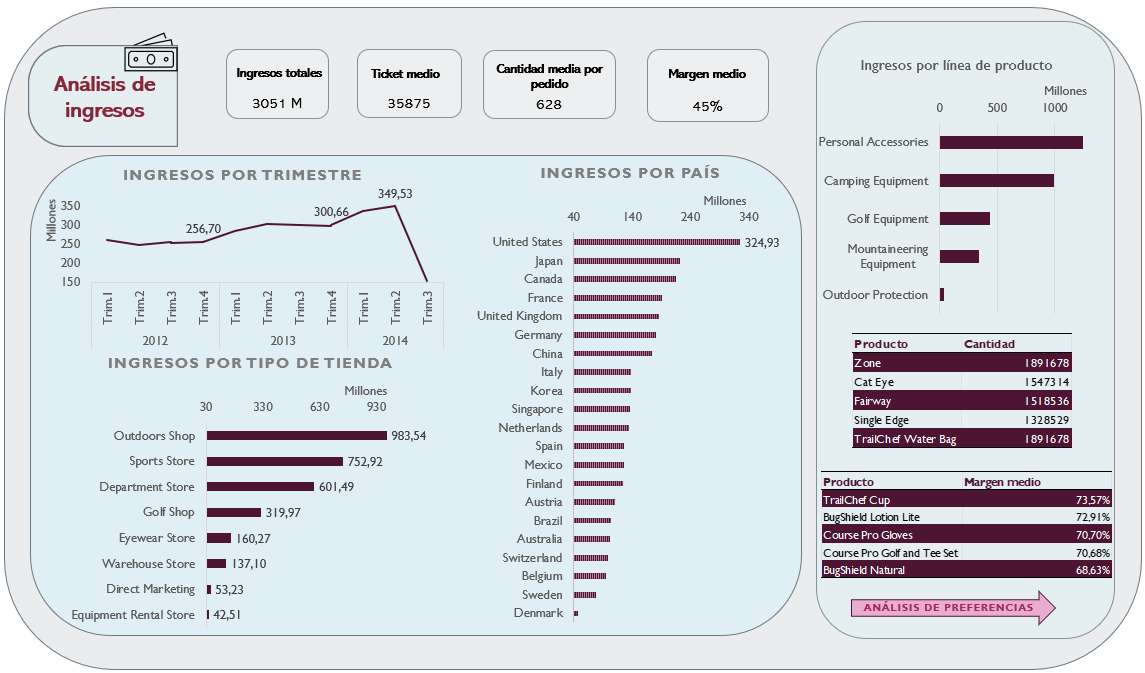 Análisis de
ingresos
Ingresos totales
3051 M
Ticket medio
35875
Cantidad media por
pedido
628
Margen medio
45%
INGRESOS POR TRIMESTRE
Millones
350
300
250
200
150
256,70
300,66
349,53
Trim.1
Trim.2
Trim.3
Trim.4
Trim.1
Trim.2
Trim.3
Trim.4
Trim.1
Trim.2
Trim.3
2012
2013
2014
INGRESOS POR TIPO DE TIENDA
Millones
30 330 630 930
Outdoors Shop 983,54
Sports Store 752,92
Department Store 601,49
Golf Shop 319,97
Eyewear Store 160,27
Warehouse Store 137,10
Direct Marketing 53,23
Equipment Rental Store 42,51
INGRESOS POR PAÍS
Millones
40 140 240 340
United States 324,93
Japan
Canada
France
United Kingdom
Germany
China
Italy
Korea
Singapore
Netherlands
Spain
Mexico
Finland
Austria
Brazil
Australia
Switzerland
Belgium
Sweden
Denmark
Ingresos por línea de producto
Millones
0 500 1000
Personal Accessories
Camping Equipment
Golf Equipment
Mountaineering
Equipment
Outdoor Protection
Producto Cantidad
Zone 1891678
Cat Eye 1547314
Fairway 1518536
Single Edge 1328529
TrailChef Water Bag 1891678
Producto Margen medio
TrailChef Cup 73,57%
BugShield Lotion Lite 72,91%
Course Pro Gloves 70,70%
Course Pro Golf and Tee Set 70,68%
BugShield Natural 68,63%
ANÁLISIS DE PREFERENCIAS